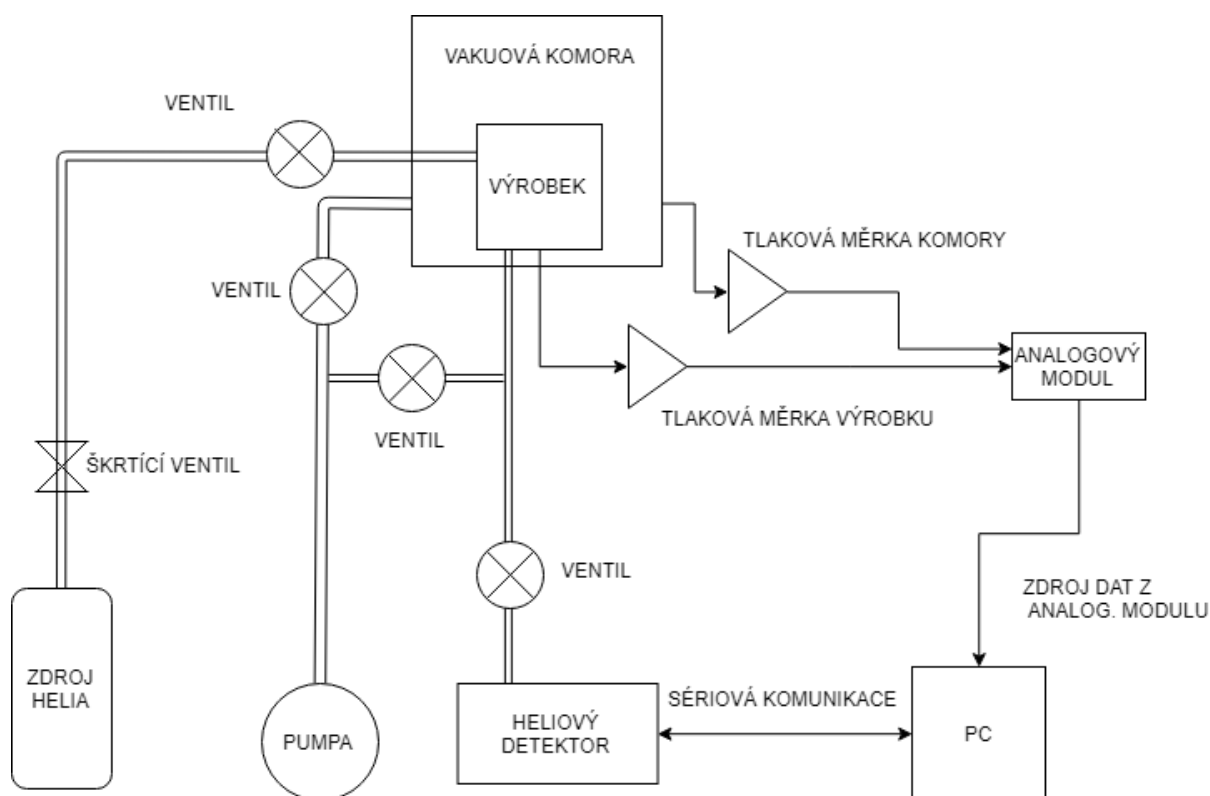 VAKUOVÁ KOMORA
VENTIL
VÝROBEK
TLAKOVÁ MĚRKA KOMORY
VENTIL
ANALOGOVÝ
MODUL
TLAKOVÁ MĚRKA VÝROBKU
VENTIL
ŠKRTÍCÍ VENTIL
VENTIL
ZDROJ DAT Z
ANALOG. MODULU
ZDROJ
HELIA
SÉRIOVÁ KOMUNIKACE
HELIOVÝ
DETEKTOR
PUMPA
PC